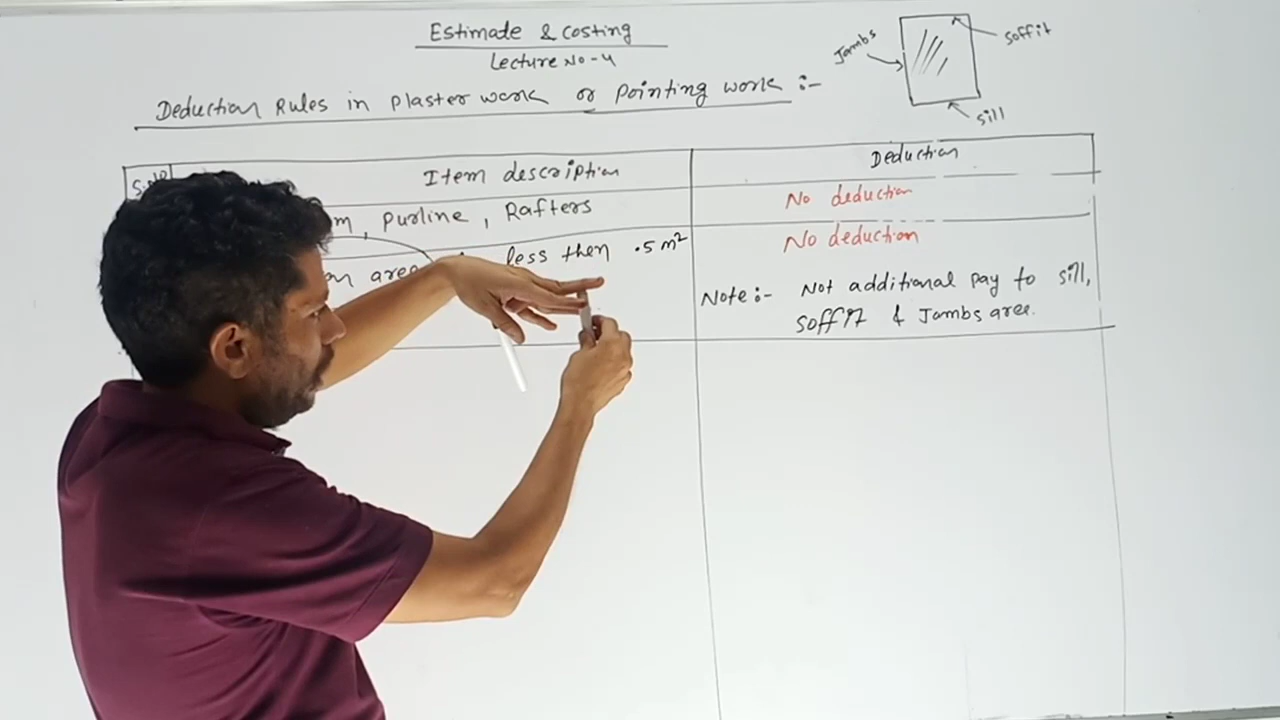 Estimate & Costing
Lecture No-4
Deduction Rules in Plaster work or Pointing work :-
Jambs
Soffit
Sill
S.No
Item description
Deduction
, Purline, Rafters
No deduction
area
less then .5 m²
No deduction
Note:- Not additional pay to Sill,
Soffit & Jambs area.